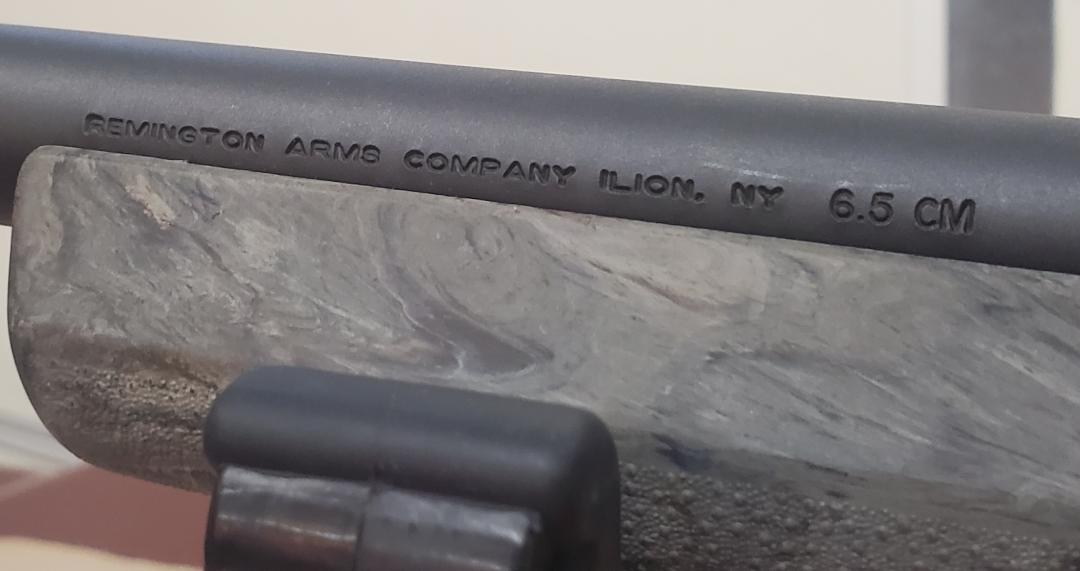 REMINGTON ARMS COMPANY ILION, NY 6.5 CM